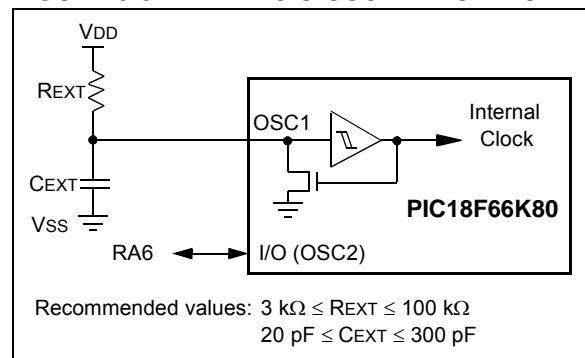 VDD
REXT
OSC1
Internal
Clock
CEXT
PIC18F66K80
VSS
RA6
I/O (OSC2)
Recommended values: 3 kΩ ≤ REXT ≤ 100 kΩ
20 pF ≤ CEXT ≤ 300 pF